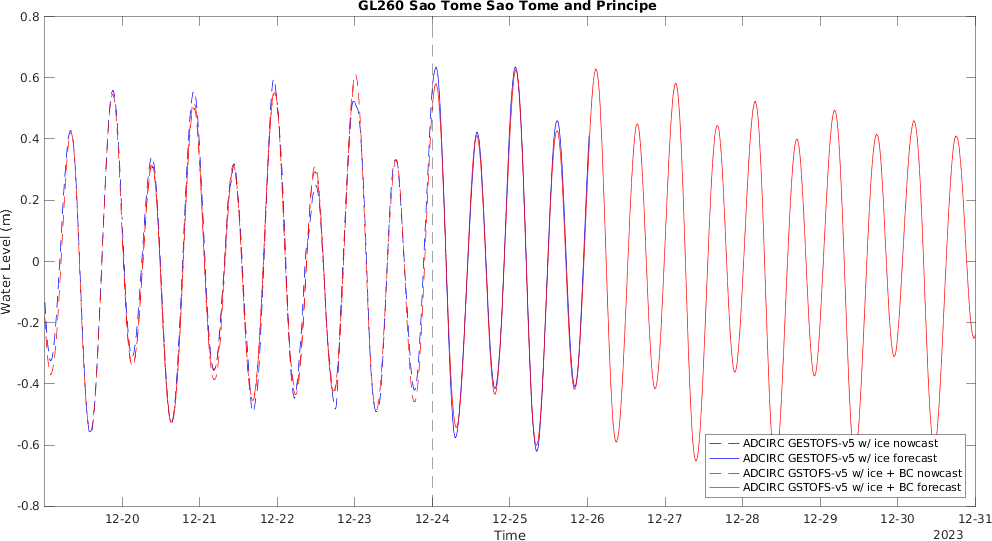 GL260 Sao Tome Sao Tome and Principe
Water Level (m)
0.8
0.6
0.4
0.2
0
-0.2
-0.4
-0.6
-0.8
ADCIRC GESTOFS-v5 w/ ice nowcast
ADCIRC GESTOFS-v5 w/ ice forecast
ADCIRC GSTOFS-v5 w/ ice + BC nowcast
ADCIRC GSTOFS-v5 w/ ice + BC forecast
12-20 12-21 12-22 12-23 12-24 12-25 12-26 12-27 12-28 12-29 12-30 12-31
Time
2023